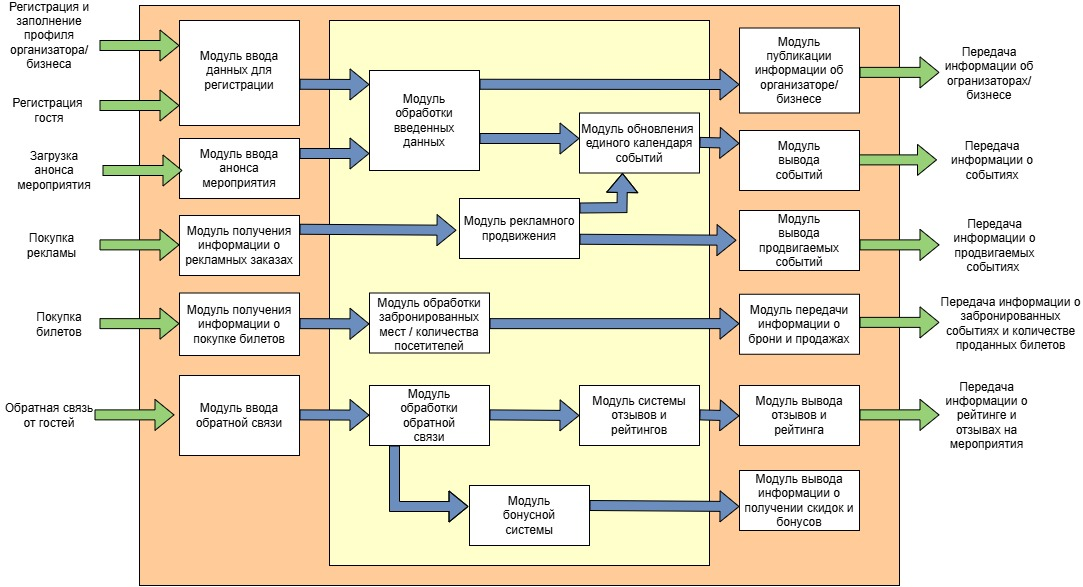 Регистрация и
заполнение
профиля
организатора/
бизнеса
Регистрация
гостя
Загрузка
анонса
мероприятия
Покупка
рекламы
Покупка
билетов
Обратная связь
от гостей
Модуль ввода
данных для
регистрации
Модуль ввода
анонса
мероприятия
Модуль получения
информации о
рекламных заказах
Модуль получения
информации о
покупке билетов
Модуль ввода
обратной связи
Модуль
обработки
введенных
данных
Модуль обновления
единого календаря
событий
Модуль рекламного
продвижения
Модуль обработки
забронированных
мест / количества
посетителей
Модуль
обработки
обратной
связи
Модуль системы
отзывов и
рейтингов
Модуль
бонусной
системы
Модуль
публикации
информации об
организаторе/
бизнесе
Модуль
вывода
событий
Модуль
вывода
продвигаемых
событий
Модуль передачи
информации о
брони и продажах
Модуль вывода
отзывов и
рейтинга
Модуль вывода
информации о
получении скидок и
бонусов
Передача
информации об
организаторах/
бизнесе
Передача
информации о
событиях
Передача
информации о
продвигаемых
событиях
Передача информации о
забронированных
событиях и количестве
проданных билетов
Передача
информации о
рейтинге и
отзывах на
мероприятия